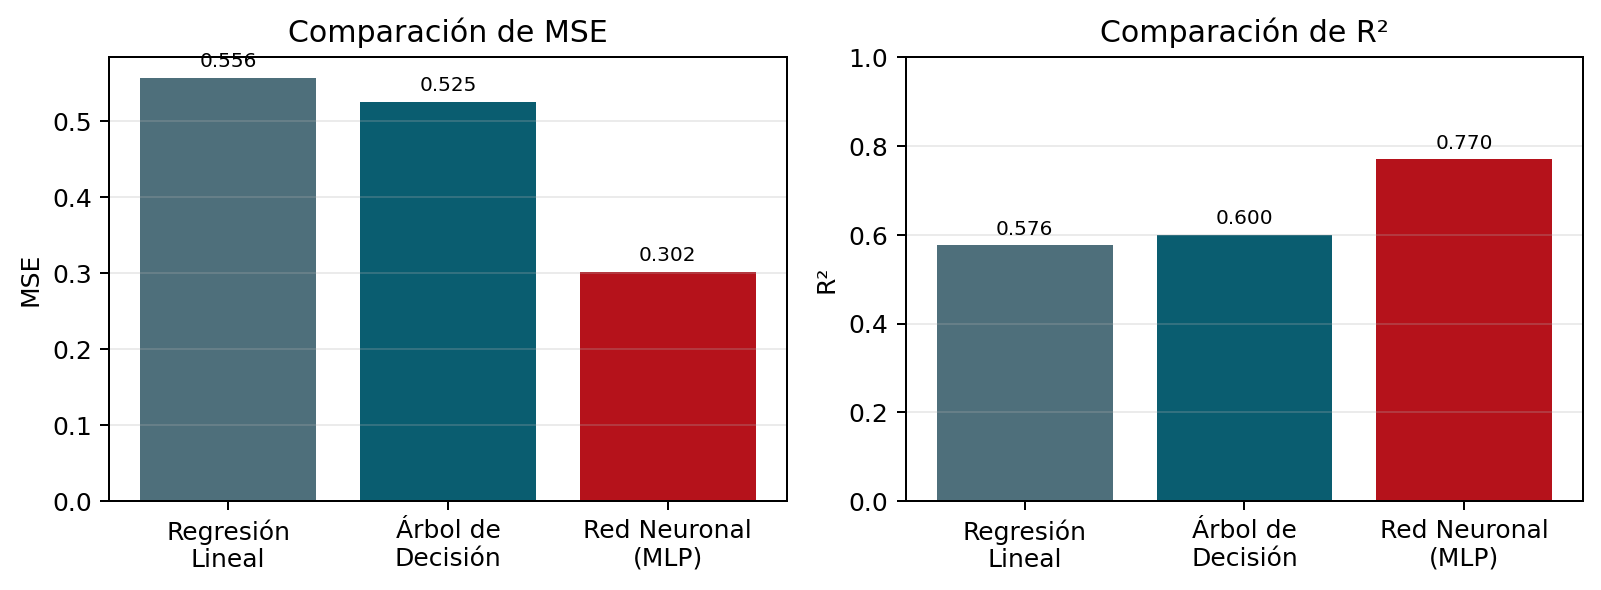 Comparación de MSE
0.556
0.525
0.302
0.5
0.4
0.3
0.2
0.1
0.0
MSE
Regresión
Lineal
Árbol de
Decisión
Red Neuronal
(MLP)
Comparación de R²
1.0
0.8
0.6
0.4
0.2
0.0
0.576
0.600
0.770
R²
Regresión
Lineal
Árbol de
Decisión
Red Neuronal
(MLP)